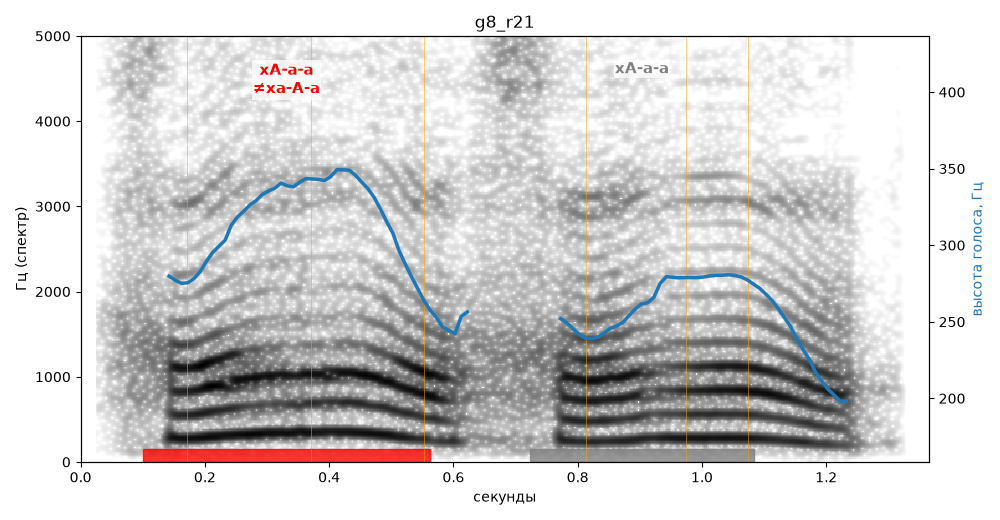 g8_r21
xA-a-a
≠xa-A-a
xA-a-a
5000
4000
3000
2000
1000
0
Гц (спектр)
400
350
300
250
200
высота голоса, Гц
0.0 0.2 0.4 0.6 0.8 1.0 1.2
секунды